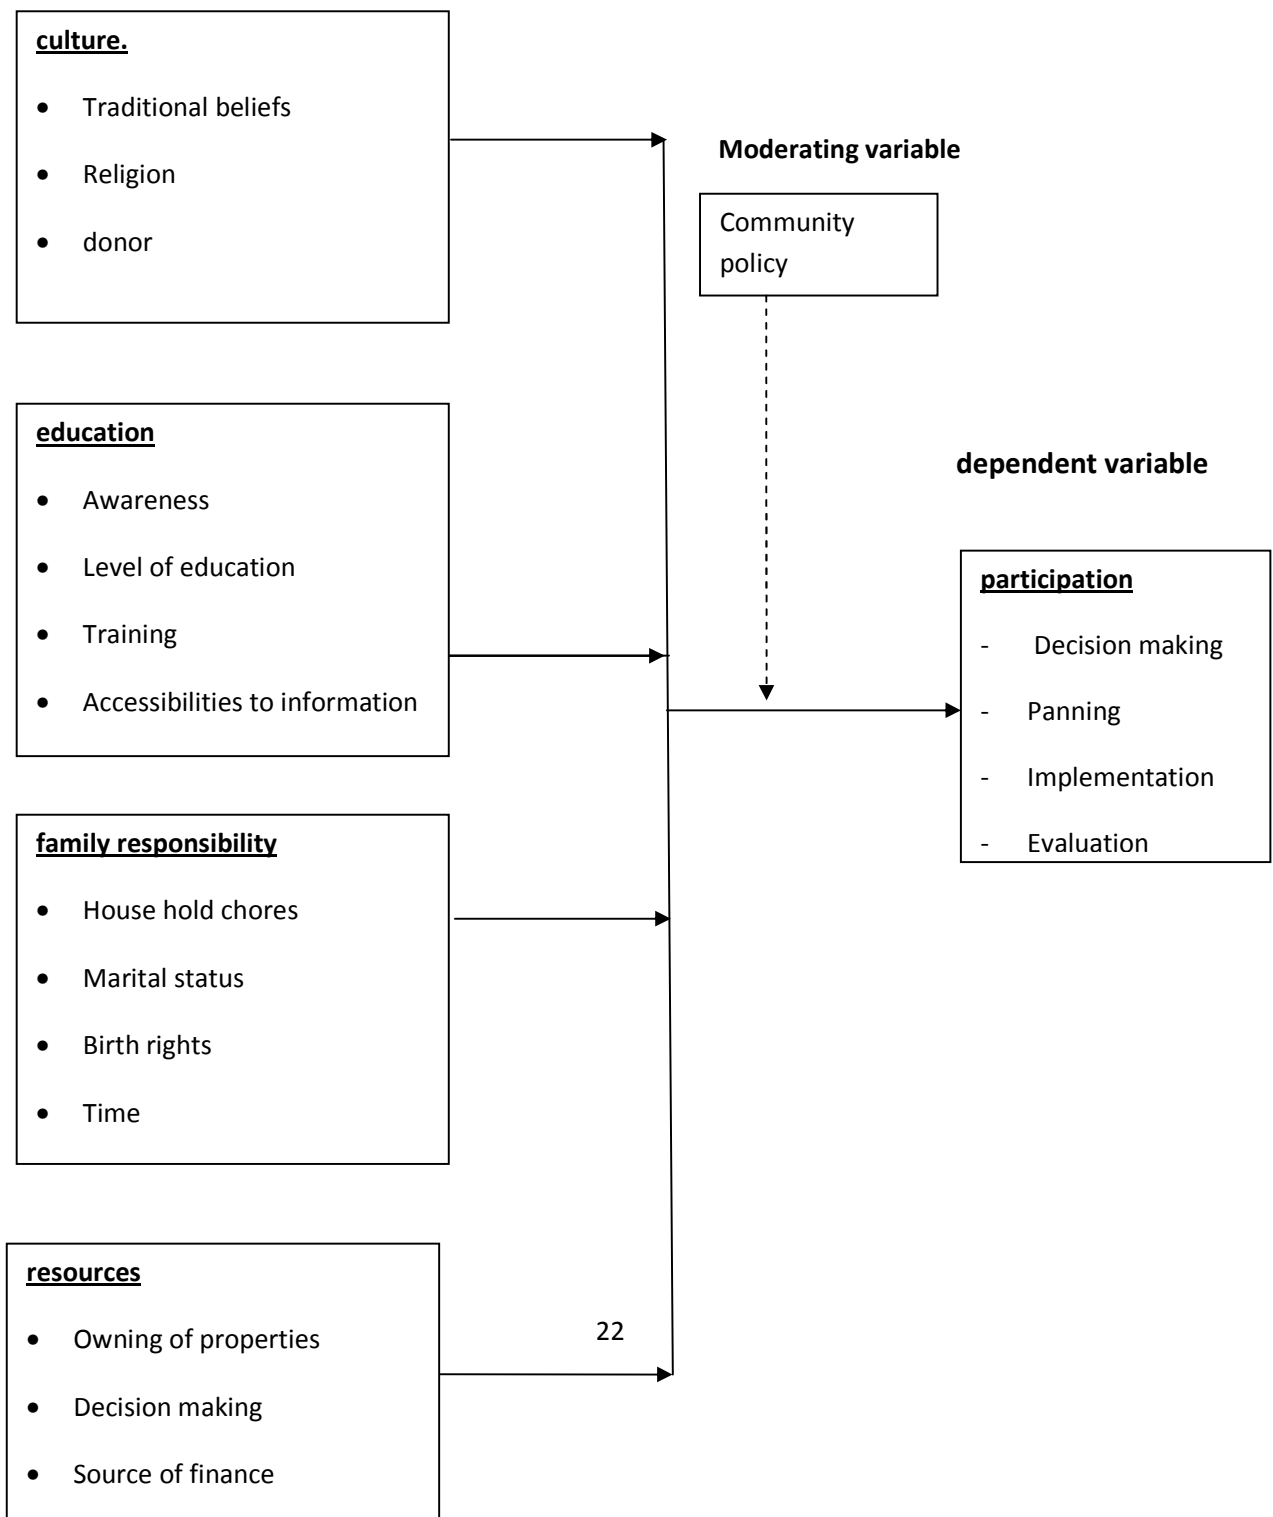 culture.
• Traditional beliefs
• Religion
• donor
Moderating variable
Community
policy
education
• Awareness
• Level of education
• Training
• Accessibilities to information
dependent variable
participation
- Decision making
- Panning
- Implementation
- Evaluation
family responsibility
• House hold chores
• Marital status
• Birth rights
• Time
resources
• Owning of properties
• Decision making
• Source of finance
22